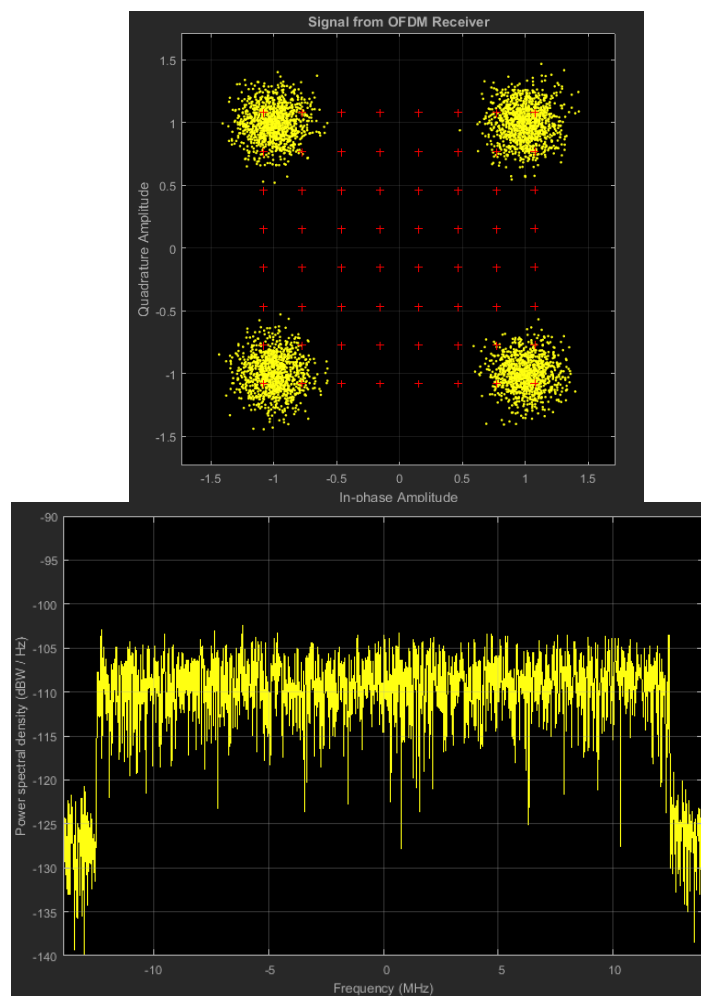 Signal from OFDM Receiver
Quadrature Amplitude
1.5
1
0.5
0
-0.5
-1
-1.5
-1.5 -1 -0.5 0 0.5 1 1.5
In-phase Amplitude
Power spectral density (dBW / Hz)
-90
-95
-100
-105
-110
-115
-120
-125
-130
-135
-140
-10 -5 0 5 10
Frequency (MHz)